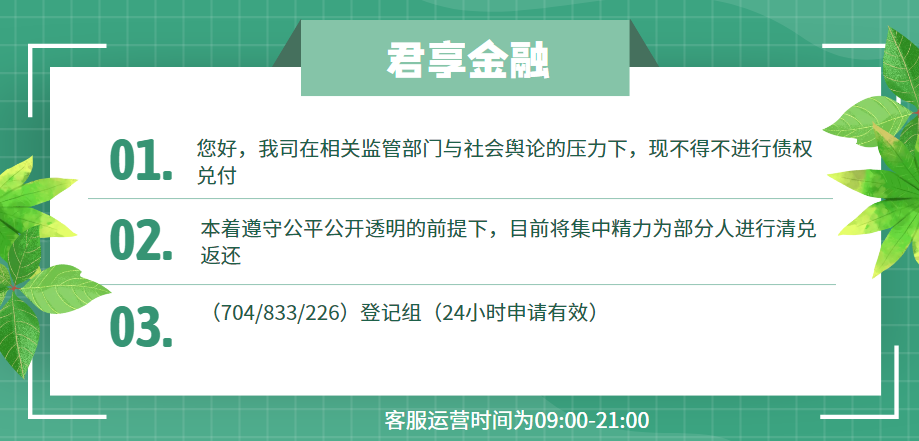 君享金融
01.
您好，我司在相关监管部门与社会舆论的压力下，现不得不进行债权
兑付
02.
本着遵守公平公开透明的前提下，目前将集中精力为部分人进行清兑
返还
03.
（704/833/226）登记组（24小时申请有效）
客服运营时间为09:00-21:00